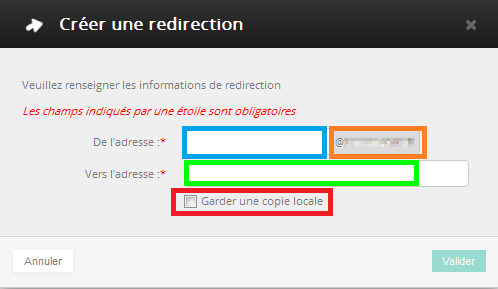 Créer une redirection
Veuillez renseigner les informations de redirection
Les champs indiqués par une étoile sont obligatoires
De l'adresse :*
@
Vers l'adresse :*
Garder une copie locale
Annuler
Valider